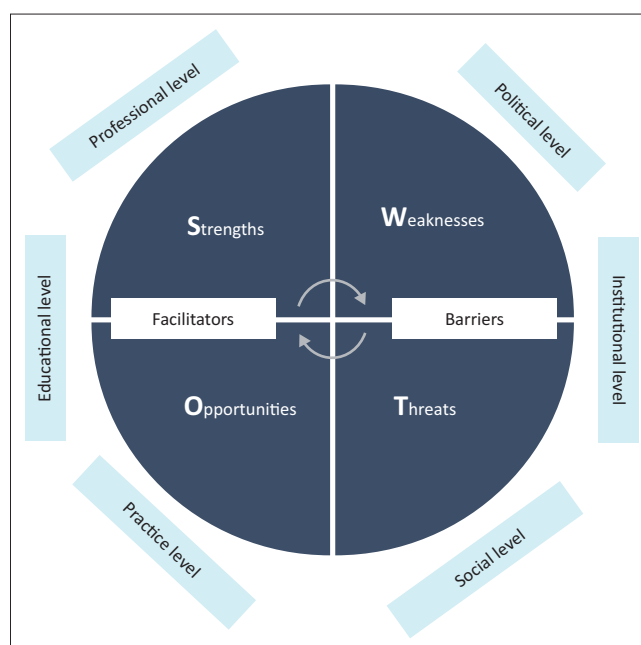 Professional level
Political level
Strengths
Weaknesses
Educational level
Facilitators
Barriers
Institutional level
Opportunities
Threats
Practice level
Social level